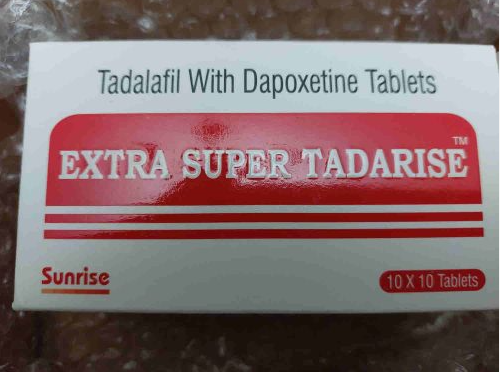 Tadalafil With Dapoxetine Tablets
EXTRA SUPER TADARISE™
Sunrise
10 X 10 Tablets